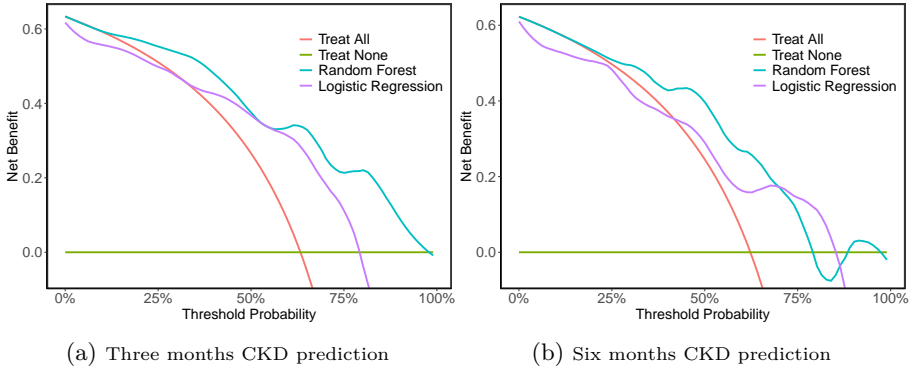 0.6
0.4
0.2
0.0
Net Benefit
Treat All
Treat None
Random Forest
Logistic Regression
0% 25% 50% 75% 100%
Threshold Probability
(a) Three months CKD prediction
0.6
0.4
0.2
0.0
Net Benefit
Treat All
Treat None
Random Forest
Logistic Regression
0% 25% 50% 75% 100%
Threshold Probability
(b) Six months CKD prediction